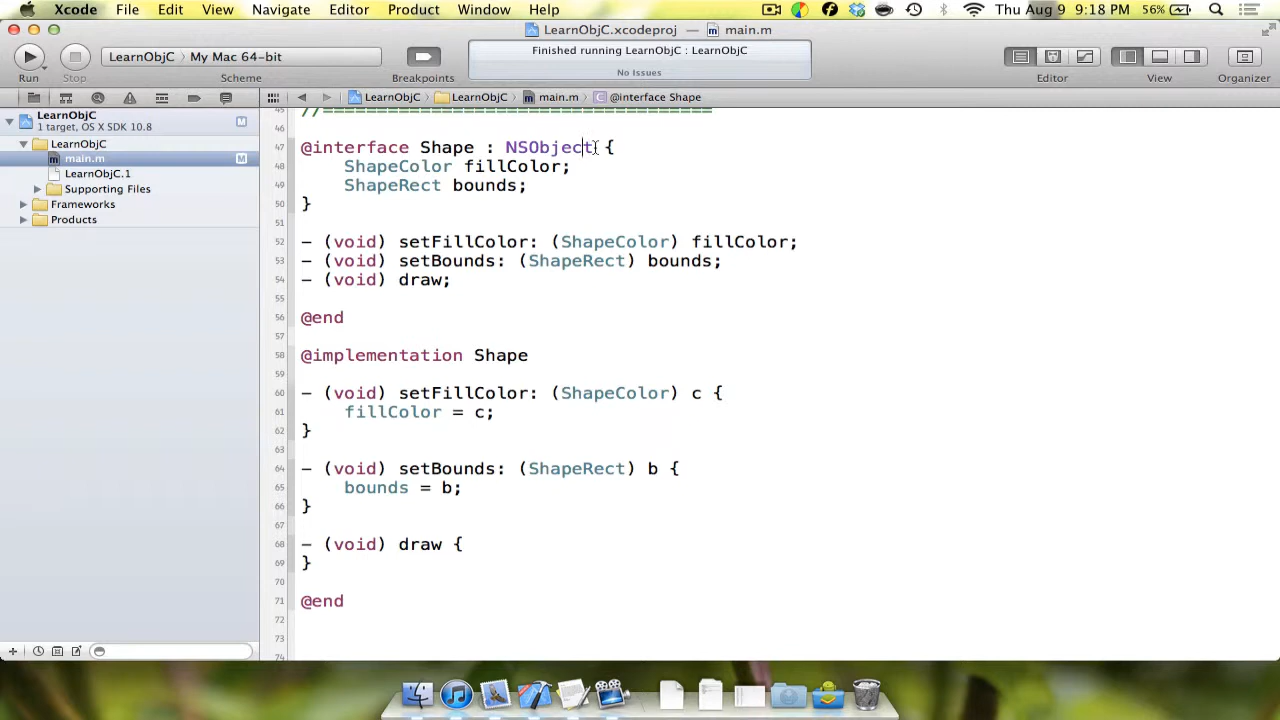 Xcode File Edit View Navigate Editor Product Window Help Thu Aug 9 9:18 PM 56%
LearnObjC.xcodeproj — main.m
Finished running LearnObjC : LearnObjC
LearnObjC My Mac 64-bit
No Issues
Run Stop Scheme Breakpoints Editor View Organizer
LearnObjC LearnObjC main.m @interface Shape
LearnObjC
1 target, OS X SDK 10.8
M
LearnObjC
main.m M
LearnObjC.1
Supporting Files
Frameworks
Products
45 //===================================
46
47 @interface Shape : NSObject {
48 ShapeColor fillColor;
49 ShapeRect bounds;
50 }
51
52 - (void) setFillColor: (ShapeColor) fillColor;
53 - (void) setBounds: (ShapeRect) bounds;
54 - (void) draw;
55
56 @end
57
58 @implementation Shape
59
60 - (void) setFillColor: (ShapeColor) c {
61 fillColor = c;
62 }
63
64 - (void) setBounds: (ShapeRect) b {
65 bounds = b;
66 }
67
68 - (void) draw {
69 }
70
71 @end
72
73
74